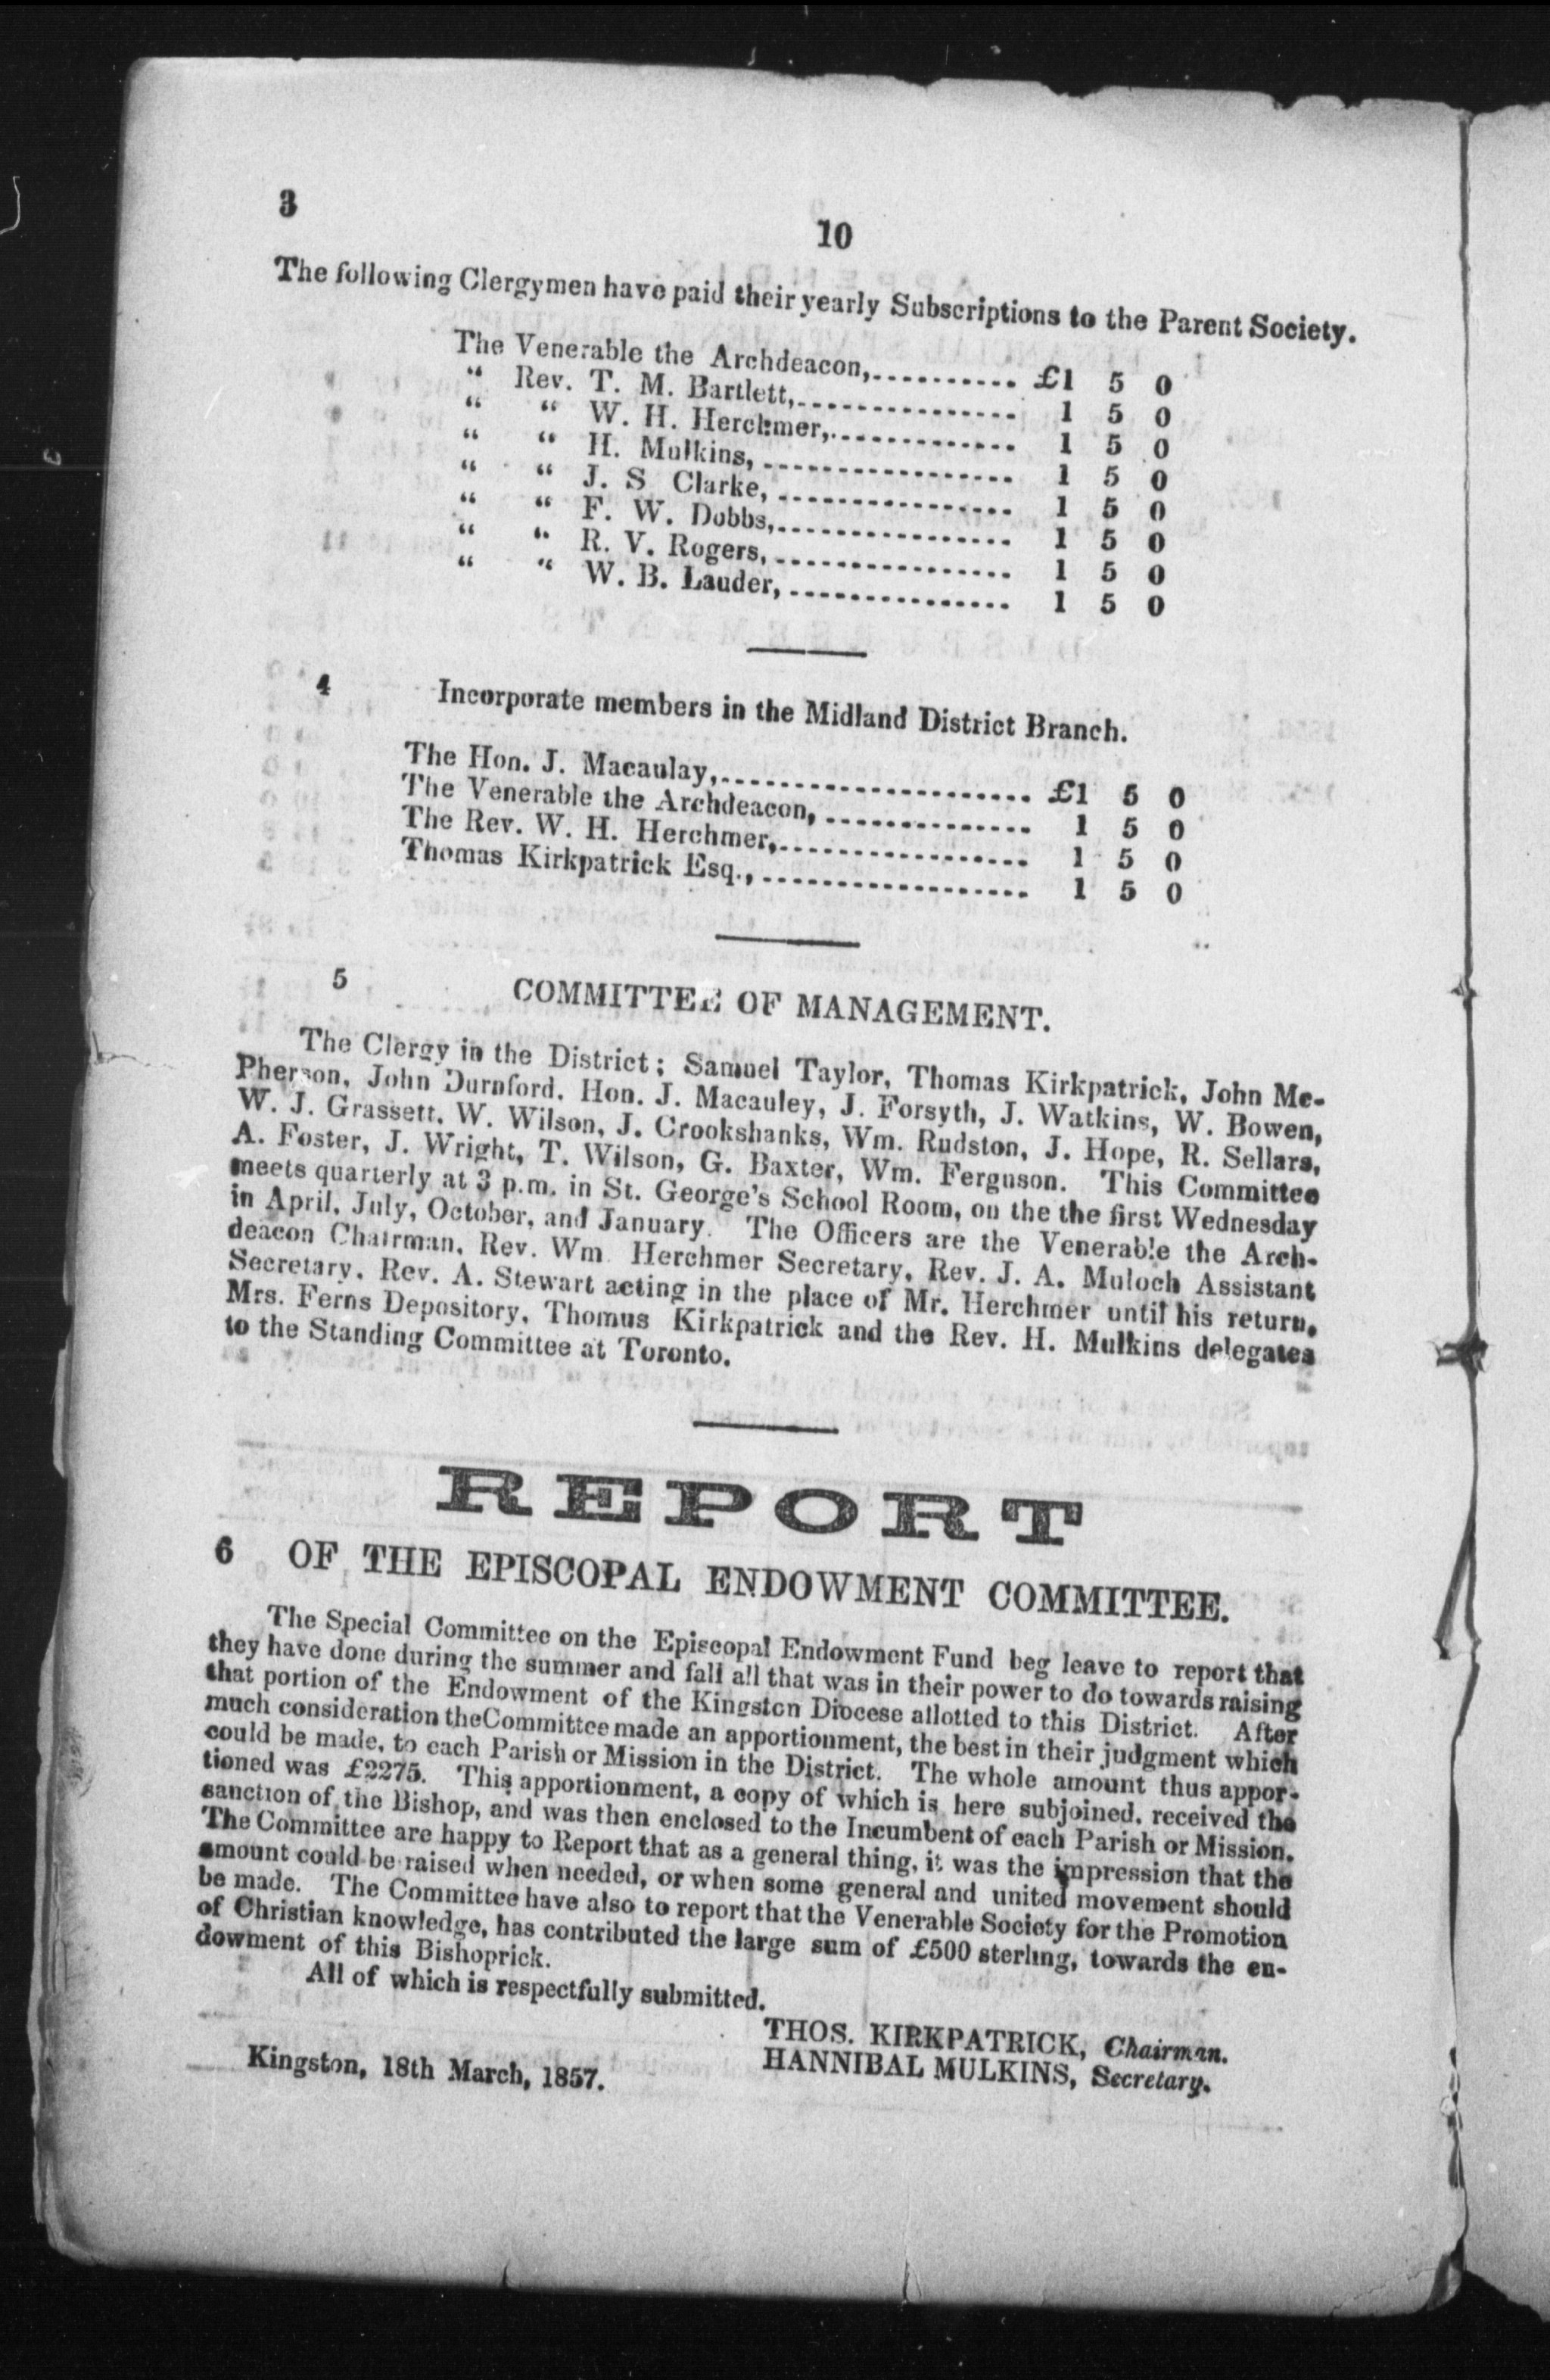 3
10
The following Clergymen have paid their yearly Subscriptions to the Parent Society.
The Venerable the Archdeacon,.......... £1 5 0
“ Rev. T. M. Bartlett,............... 1 5 0
“ “ W. H. Herchmer,............. 1 5 0
“ “ H. Mulkins,................. 1 5 0
“ “ J. S Clarke,................ 1 5 0
“ “ F. W. Dobbs,................ 1 5 0
“ “ R. V. Rogers,................ 1 5 0
“ “ W. B. Lauder,............... 1 5 0
4 Incorporate members in the Midland District Branch.
The Hon. J. Macaulay,..................... £1 5 0
The Venerable the Archdeacon,.............. 1 5 0
The Rev. W. H. Herchmer,................. 1 5 0
Thomas Kirkpatrick Esq.,.................. 1 5 0
5 COMMITTEE OF MANAGEMENT.
The Clergy in the District; Samuel Taylor, Thomas Kirkpatrick, John Mc-
Pherson, John Durnford, Hon. J. Macauley, J. Forsyth, J. Watkins, W. Bowen,
W. J. Grassett, W. Wilson, J. Crookshanks, Wm. Rudston, J. Hope, R. Sellars,
A. Foster, J. Wright, T. Wilson, G. Baxter, Wm. Ferguson. This Committee
meets quarterly at 3 p.m. in St. George's School Room, on the the first Wednesday
in April, July, October, and January. The Officers are the Venerable the Arch-
deacon Chairman, Rev. Wm. Herchmer Secretary, Rev. J. A. Muloch Assistant
Secretary, Rev. A. Stewart acting in the place of Mr. Herchmer until his return,
Mrs. Ferns Depository, Thomus Kirkpatrick and the Rev. H. Mulkins delegates
to the Standing Committee at Toronto.
REPORT
6 OF THE EPISCOPAL ENDOWMENT COMMITTEE.
The Special Committee on the Episcopal Endowment Fund beg leave to report that
they have done during the summer and fall all that was in their power to do towards raising
that portion of the Endowment of the Kingston Diocese allotted to this District. After
much consideration the Committee made an apportionment, the best in their judgment which
could be made, to each Parish or Mission in the District. The whole amount thus appor-
tioned was £2275. This apportionment, a copy of which is here subjoined, received the
sanction of the Bishop, and was then enclosed to the Incumbent of each Parish or Mission.
The Committee are happy to Report that as a general thing, it was the impression that the
amount could be raised when needed, or when some general and united movement should
be made. The Committee have also to report that the Venerable Society for the Promotion
of Christian knowledge, has contributed the large sum of £500 sterling, towards the en-
dowment of this Bishoprick.
All of which is respectfully submitted.
THOS. KIRKPATRICK, Chairman.
HANNIBAL MULKINS, Secretary.
Kingston, 18th March, 1857.